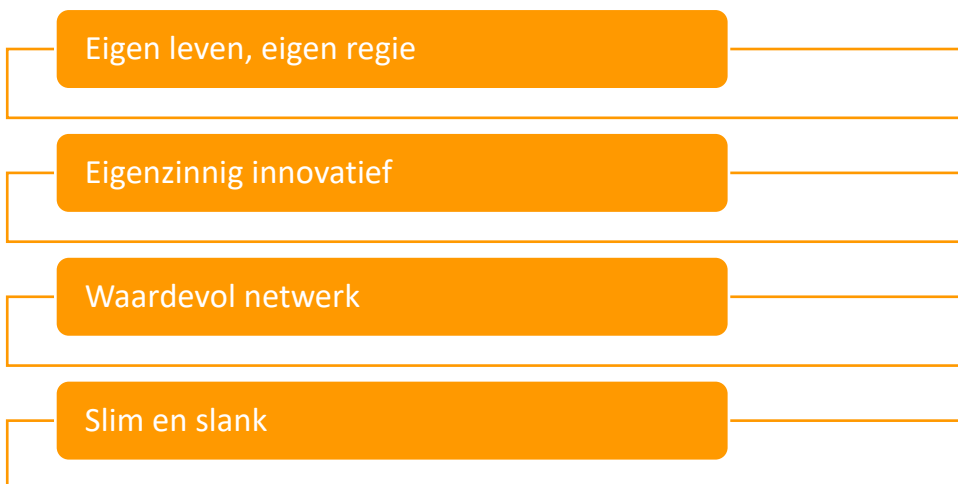 Eigen leven, eigen regie
Eigenzinnig innovatief
Waardevol netwerk
Slim en slank